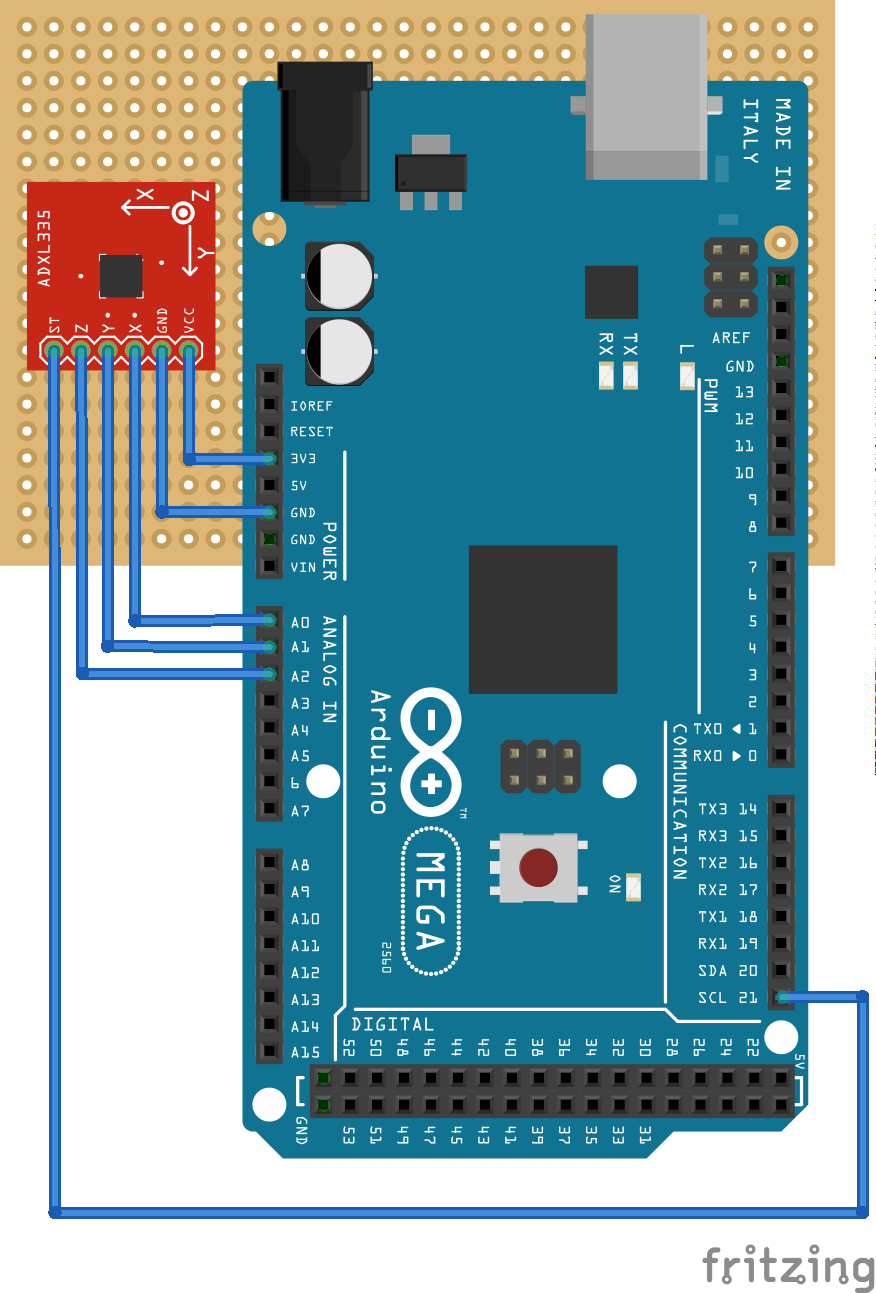 MADE IN
ITALY
ADXL335
X
Z
Y
ST
Z
Y
X
GND
VCC
RX
TX
L
AREF
GND
13
12
11
10
9
8
PWM
IOREF
RESET
3V3
5V
GND
GND
VIN
POWER
7
6
5
4
3
2
TX0 ◀ 1
RX0 ▶ 0
A0
A1
A2
A3
A4
A5
6
A7
ANALOG IN
Arduino
TM
MEGA
2560
ON
COMMUNICATION
TX3 14
RX3 15
TX2 16
RX2 17
TX1 18
RX1 19
SDA 20
SCL 21
A8
A9
A10
A11
A12
A13
A14
A15
DIGITAL
52 50 48 46 44 42 40 38 36 34 32 30 28 26 24 22
5V
GND
53 51 49 47 45 43 41 39 37 35 33 31
fritzing